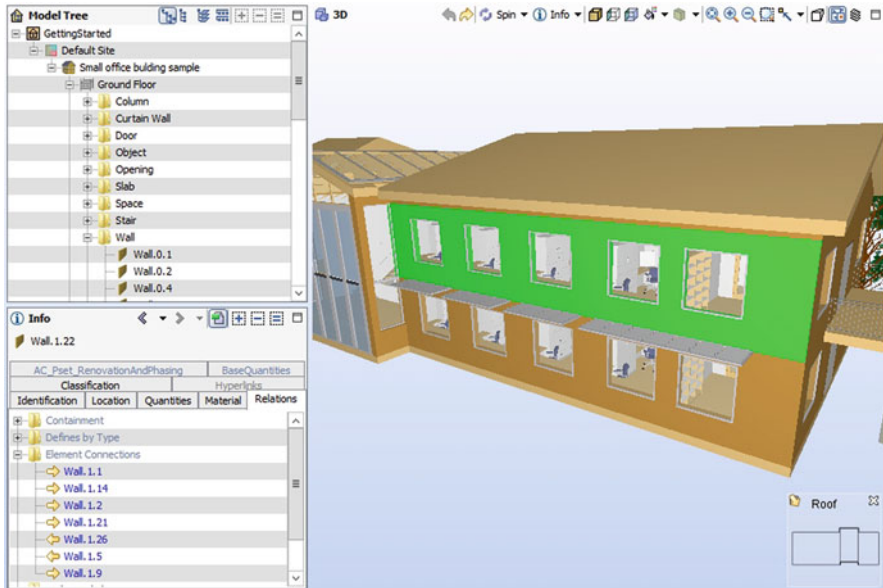 Model Tree
GettingStarted
Default Site
Small office bulding sample
Ground Floor
Column
Curtain Wall
Door
Object
Opening
Slab
Space
Stair
Wall
Wall.0.1
Wall.0.2
Wall.0.4
Info
Wall.1.22
AC_Pset_RenovationAndPhasing BaseQuantities
Classification Hyperlinks
Identification Location Quantities Material Relations
Containment
Defines by Type
Element Connections
Wall.1.1
Wall.1.14
Wall.1.2
Wall.1.21
Wall.1.26
Wall.1.5
Wall.1.9
3D Spin Info
Roof